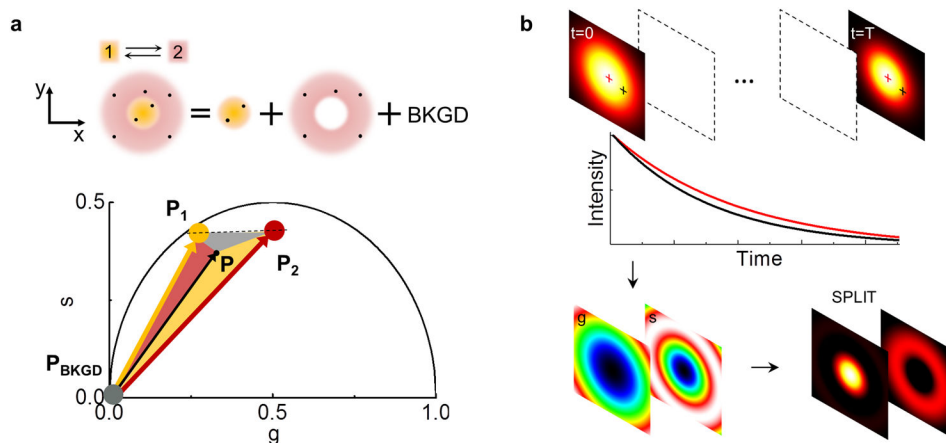 a
1
2
y
x
=
+
+ BKGD
0.5
s
0.0
P1
P
P2
PBKGD
0.0
0.5
1.0
g
b
t=0
...
t=T
x
x
x
x
Intensity
Time
g
s
SPLIT